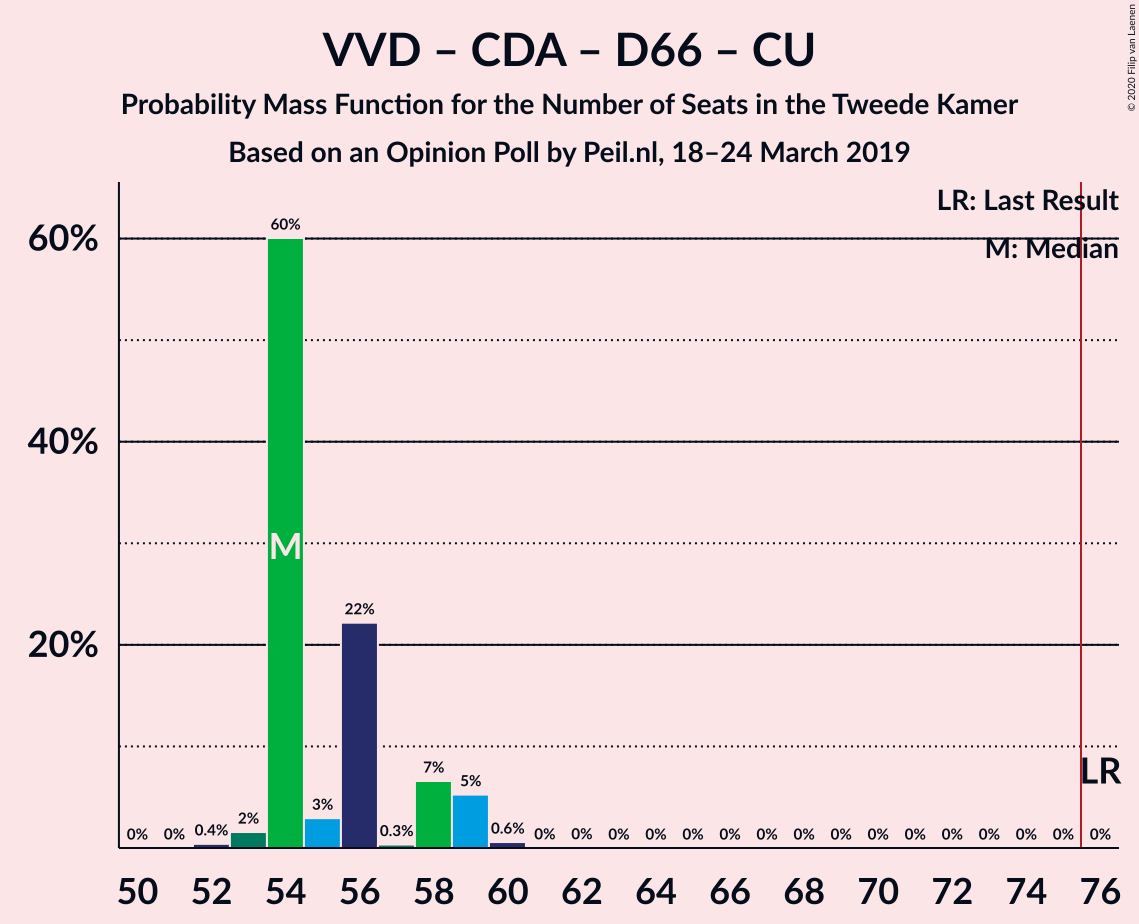 VVD – CDA – D66 – CU
Probability Mass Function for the Number of Seats in the Tweede Kamer
Based on an Opinion Poll by Peil.nl, 18–24 March 2019
© 2020 Filip van Laenen
LR: Last Result
M: Median
60%
40%
20%
0% 0% 0.4% 2% 60% 3% 22% 0.3% 7% 5% 0.6% 0% 0% 0% 0% 0% 0% 0% 0% 0% 0% 0% 0% 0% 0% 0% 0%
M
LR
50 52 54 56 58 60 62 64 66 68 70 72 74 76